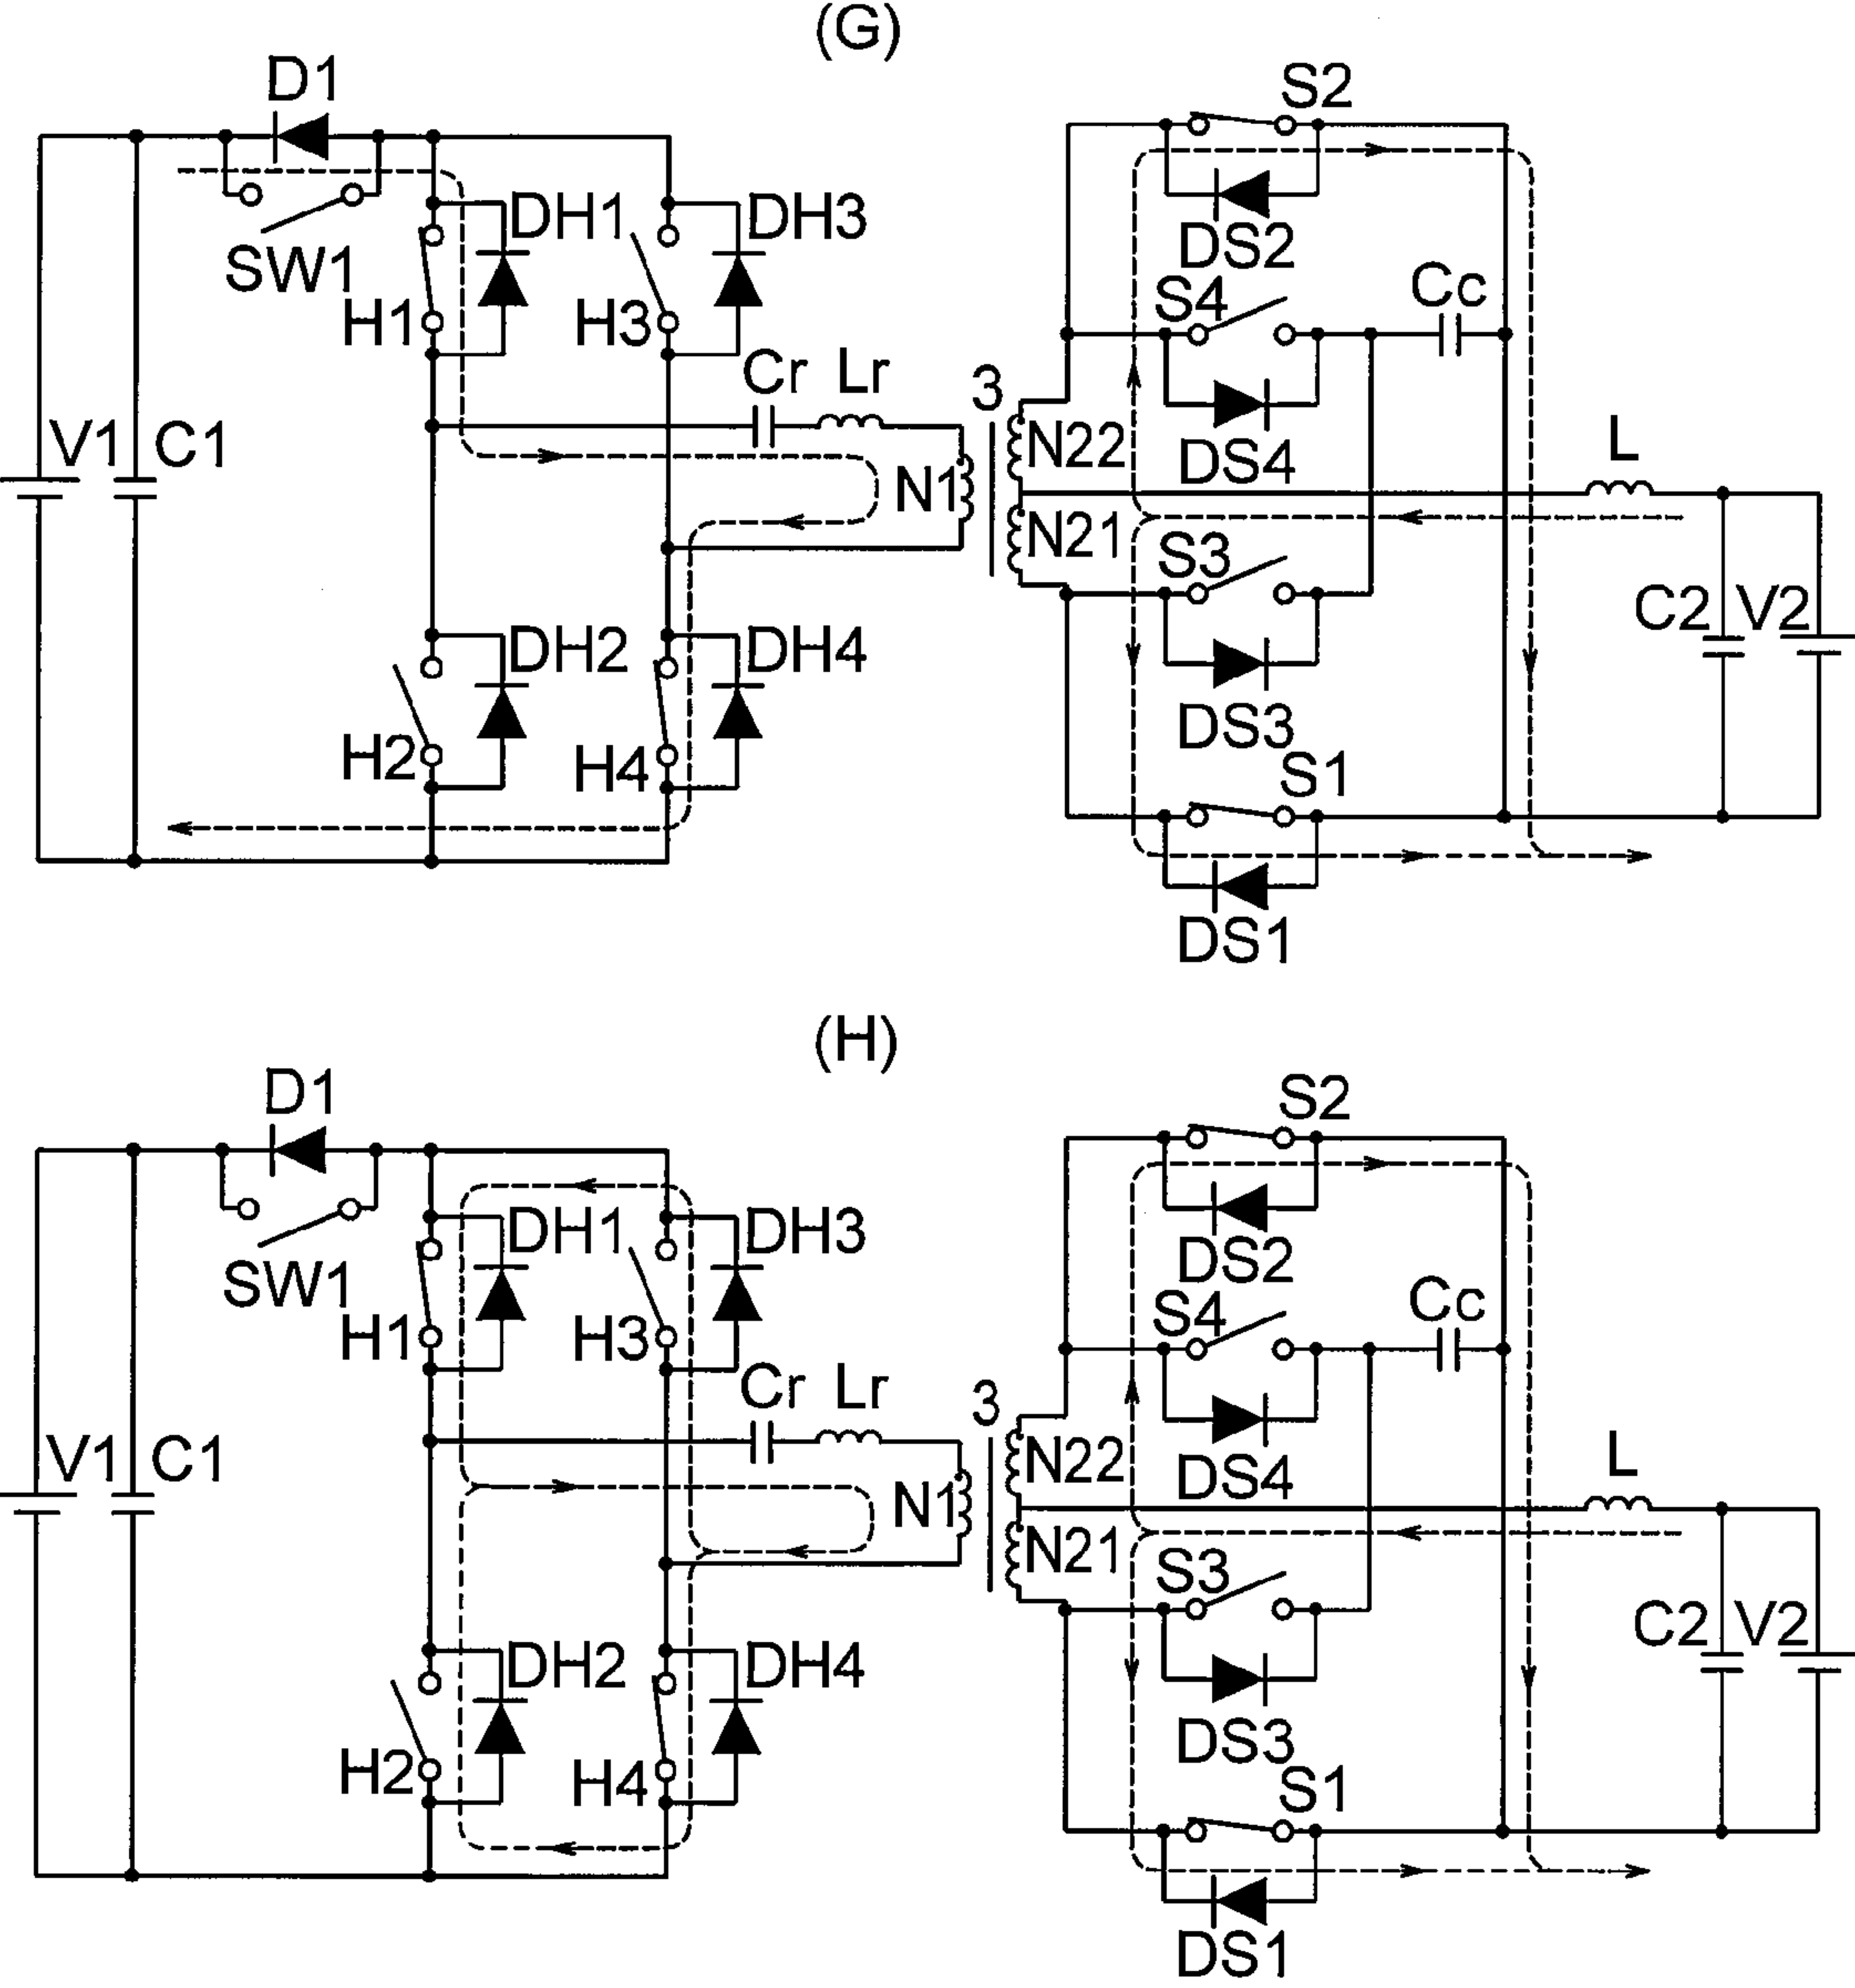 (G)
D1
S2
DH1
DH3
DS2
SW1
S4
Cc
H1
H3
Cr
Lr
3
V1
C1
N22
DS4
L
N1
N21
S3
C2
V2
DH2
DH4
DS3
H2
H4
S1
DS1
(H)
D1
S2
DH1
DH3
DS2
SW1
S4
Cc
H1
H3
Cr
Lr
3
V1
C1
N22
DS4
L
N1
N21
S3
C2
V2
DH2
DH4
DS3
H2
H4
S1
DS1